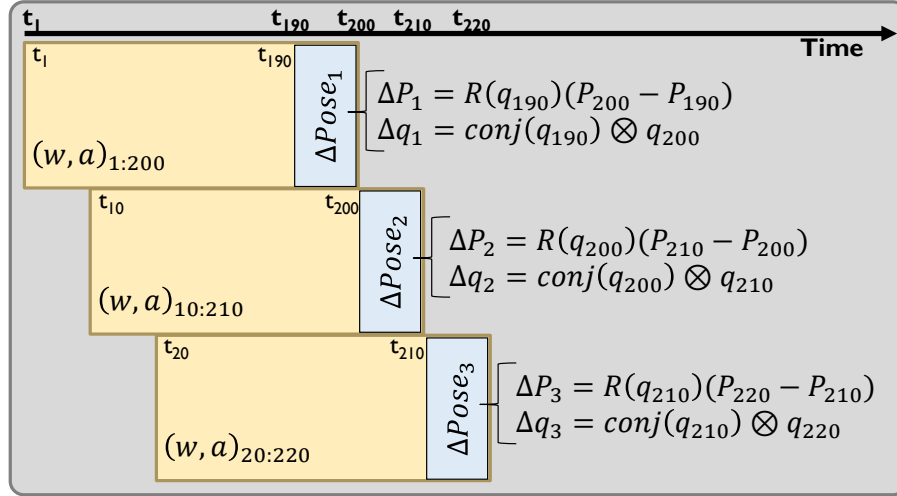 t₁ t₁₉₀ t₂₀₀ t₂₁₀ t₂₂₀
Time
t₁ t₁₉₀
(w, a)₁:₂₀₀
ΔPose₁
ΔP₁ = R(q₁₉₀)(P₂₀₀ − P₁₉₀)
Δq₁ = conj(q₁₉₀) ⊗ q₂₀₀
t₁₀ t₂₀₀
(w, a)₁₀:₂₁₀
ΔPose₂
ΔP₂ = R(q₂₀₀)(P₂₁₀ − P₂₀₀)
Δq₂ = conj(q₂₀₀) ⊗ q₂₁₀
t₂₀ t₂₁₀
(w, a)₂₀:₂₂₀
ΔPose₃
ΔP₃ = R(q₂₁₀)(P₂₂₀ − P₂₁₀)
Δq₃ = conj(q₂₁₀) ⊗ q₂₂₀